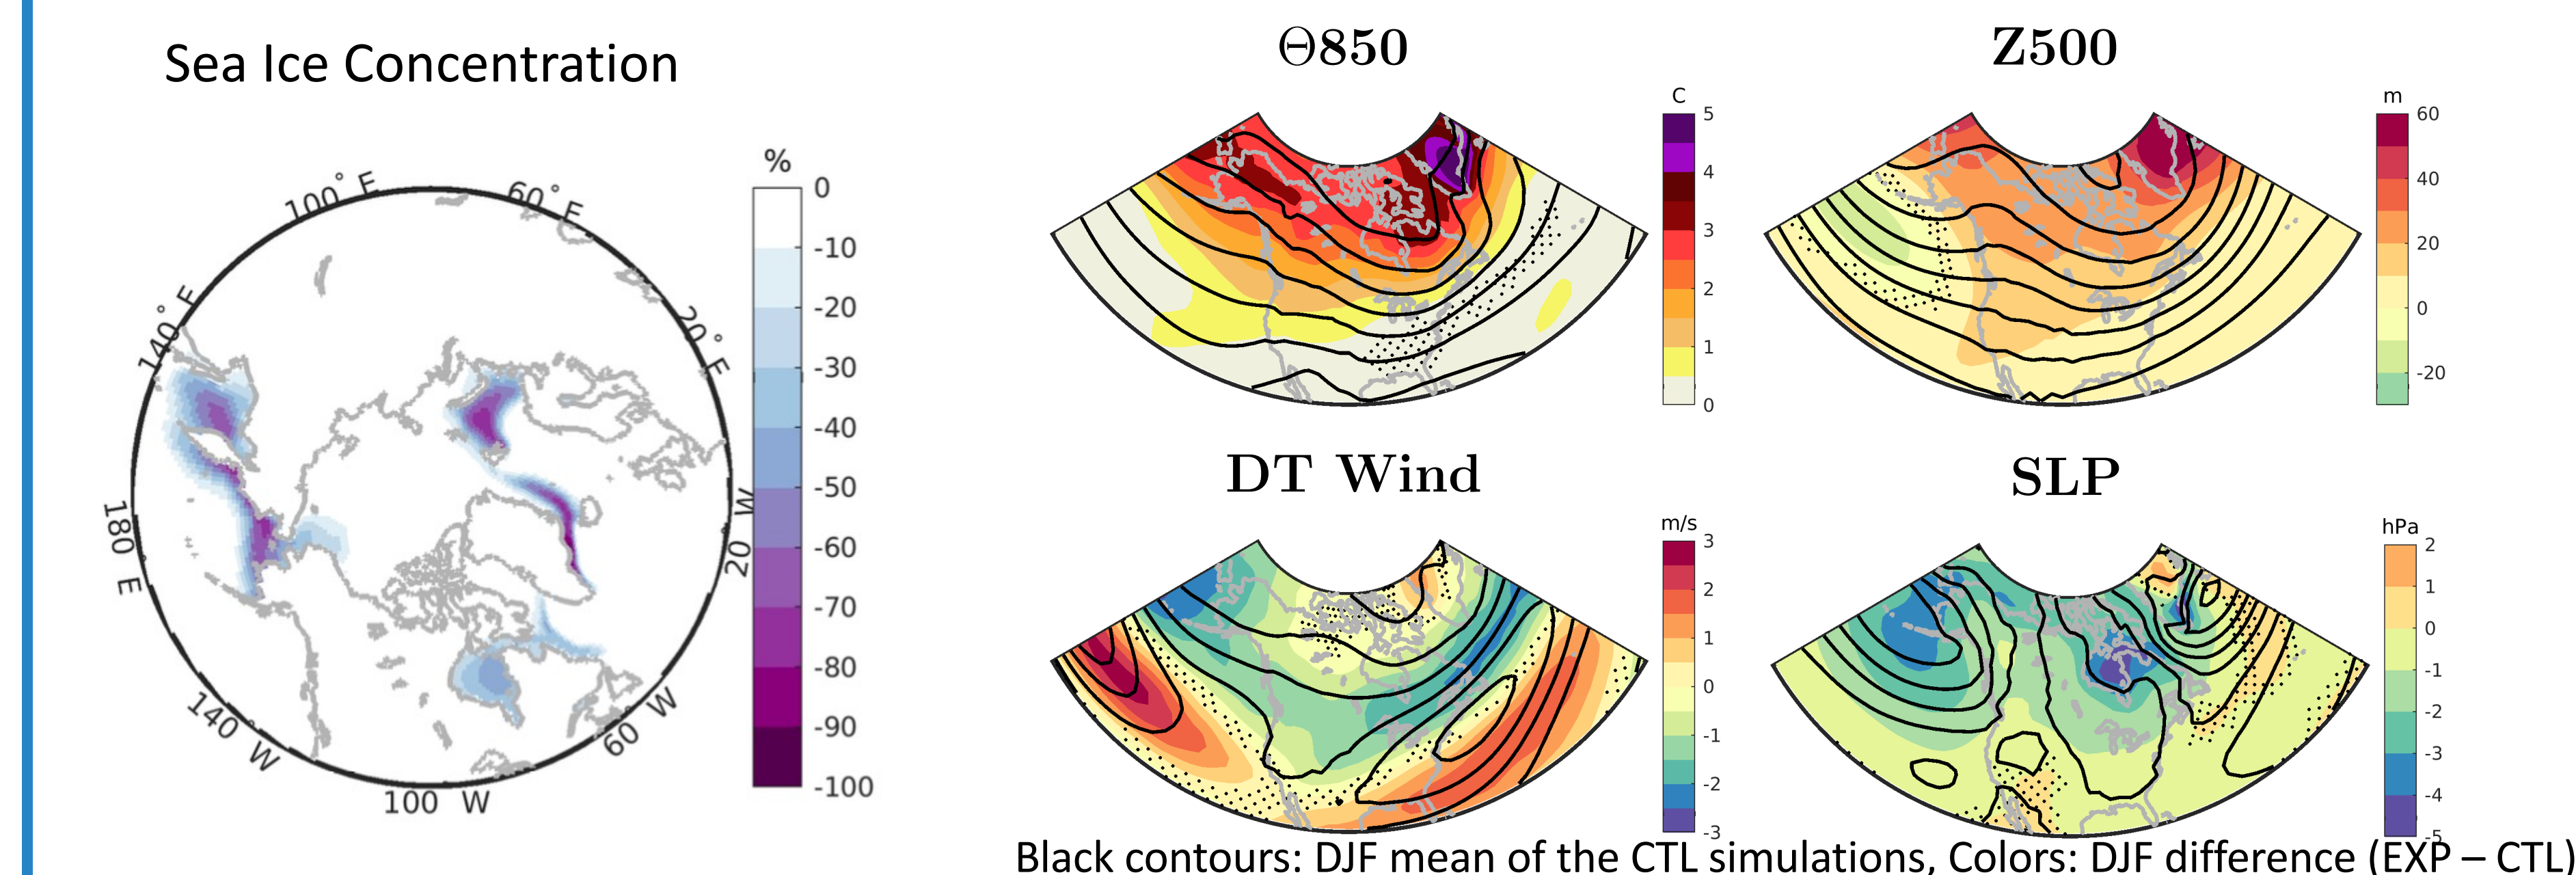 Sea Ice Concentration
%
0
-10
-20
-30
-40
-50
-60
-70
-80
-90
-100
100° E
60° E
140° E
20° E
180° E
20° W
140° W
60° W
100 W
Θ850
C
5
4
3
2
1
0
Z500
m
60
40
20
0
-20
DT Wind
m/s
3
2
1
0
-1
-2
-3
SLP
hPa
2
1
0
-1
-2
-3
-4
-5
Black contours: DJF mean of the CTL simulations, Colors: DJF difference (EXP – CTL)